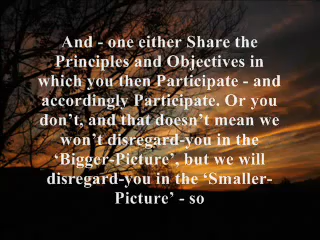 And - one either Share the
Principles and Objectives in
which you then Participate - and
accordingly Participate. Or you
don’t, and that doesn’t mean we
won’t disregard-you in the
‘Bigger-Picture’, but we will
disregard-you in the ‘Smaller-
Picture’ - so